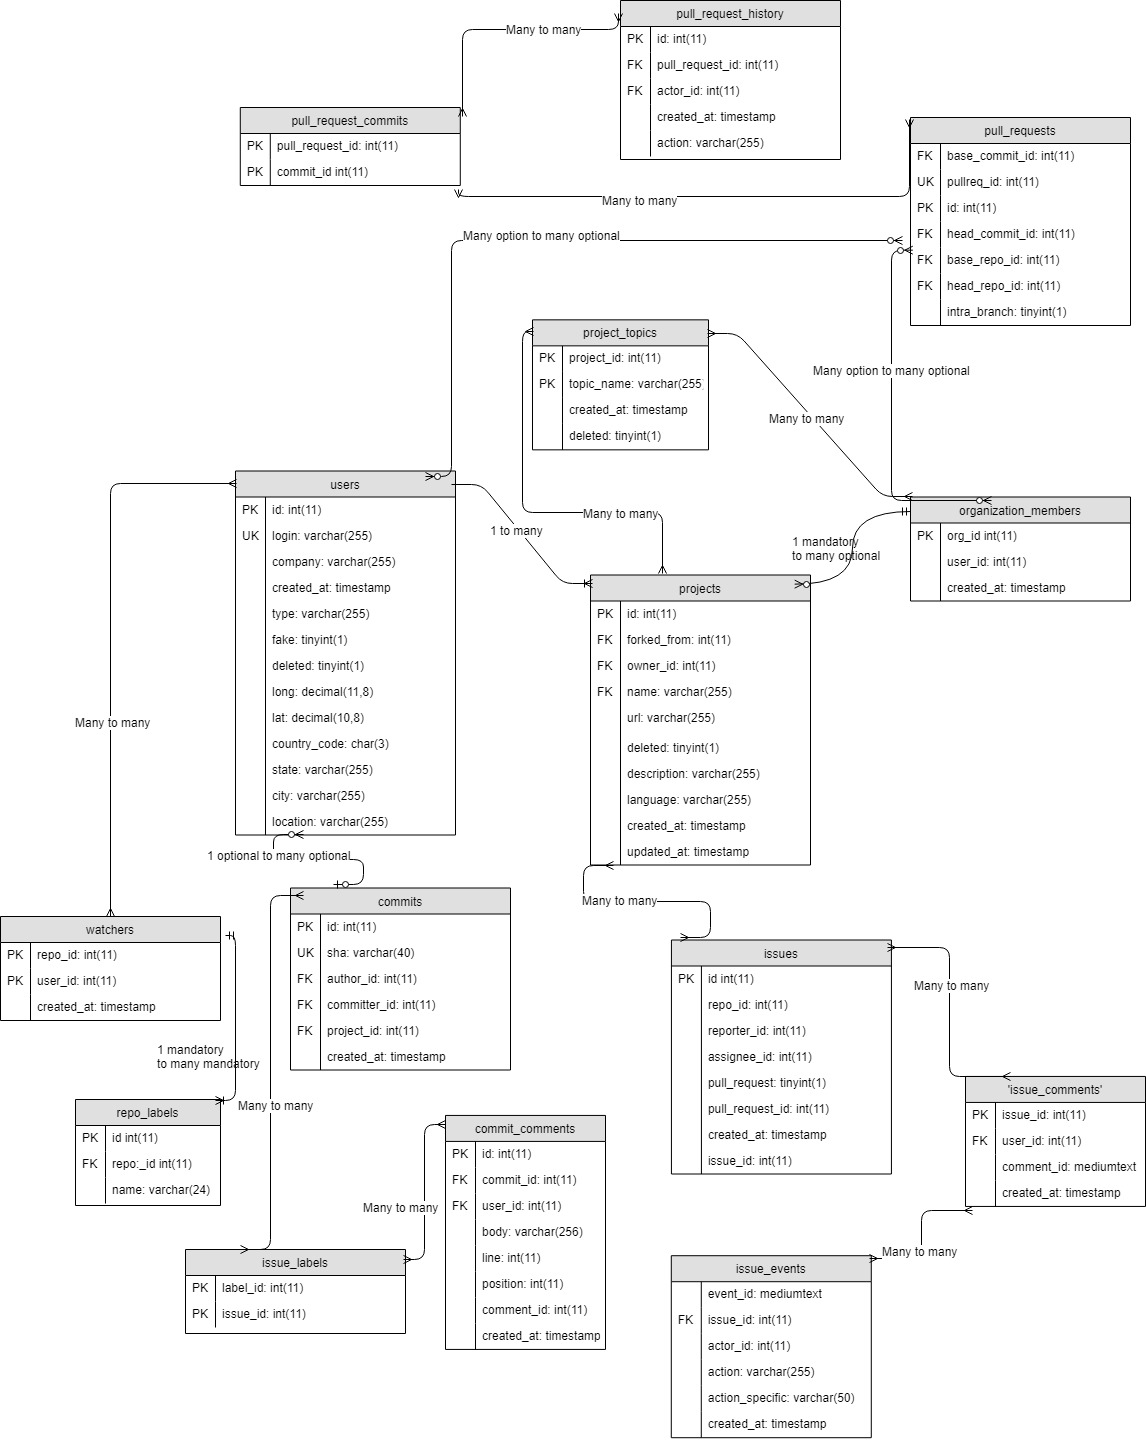 pull_request_history
PK id: int(11)
FK pull_request_id: int(11)
FK actor_id: int(11)
created_at: timestamp
action: varchar(255)
Many to many
pull_request_commits
PK pull_request_id: int(11)
PK commit_id int(11)
Many to many
pull_requests
FK base_commit_id: int(11)
UK pullreq_id: int(11)
PK id: int(11)
FK head_commit_id: int(11)
FK base_repo_id: int(11)
FK head_repo_id: int(11)
intra_branch: tinyint(1)
Many option to many optional
project_topics
PK project_id: int(11)
PK topic_name: varchar(255
created_at: timestamp
deleted: tinyint(1)
Many option to many optional
Many to many
users
PK id: int(11)
UK login: varchar(255)
company: varchar(255)
created_at: timestamp
type: varchar(255)
fake: tinyint(1)
deleted: tinyint(1)
long: decimal(11,8)
lat: decimal(10,8)
country_code: char(3)
state: varchar(255)
city: varchar(255)
location: varchar(255)
1 to many
Many to many
1 mandatory
to many optional
organization_members
PK org_id int(11)
user_id: int(11)
created_at: timestamp
projects
PK id: int(11)
FK forked_from: int(11)
FK owner_id: int(11)
FK name: varchar(255)
url: varchar(255)
deleted: tinyint(1)
description: varchar(255)
language: varchar(255)
created_at: timestamp
updated_at: timestamp
Many to many
1 optional to many optional
Many to many
watchers
PK repo_id: int(11)
PK user_id: int(11)
created_at: timestamp
commits
PK id: int(11)
UK sha: varchar(40)
FK author_id: int(11)
FK committer_id: int(11)
FK project_id: int(11)
created_at: timestamp
issues
PK id int(11)
repo_id: int(11)
reporter_id: int(11)
assignee_id: int(11)
pull_request: tinyint(1)
pull_request_id: int(11)
created_at: timestamp
issue_id: int(11)
Many to many
1 mandatory
to many mandatory
Many to many
repo_labels
PK id int(11)
FK repo:_id int(11)
name: varchar(24)
'issue_comments'
PK issue_id: int(11)
FK user_id: int(11)
comment_id: mediumtext
created_at: timestamp
commit_comments
PK id: int(11)
FK commit_id: int(11)
FK user_id: int(11)
body: varchar(256)
line: int(11)
position: int(11)
comment_id: int(11)
created_at: timestamp
Many to many
issue_labels
PK label_id: int(11)
PK issue_id: int(11)
Many to many
issue_events
event_id: mediumtext
FK issue_id: int(11)
actor_id: int(11)
action: varchar(255)
action_specific: varchar(50)
created_at: timestamp